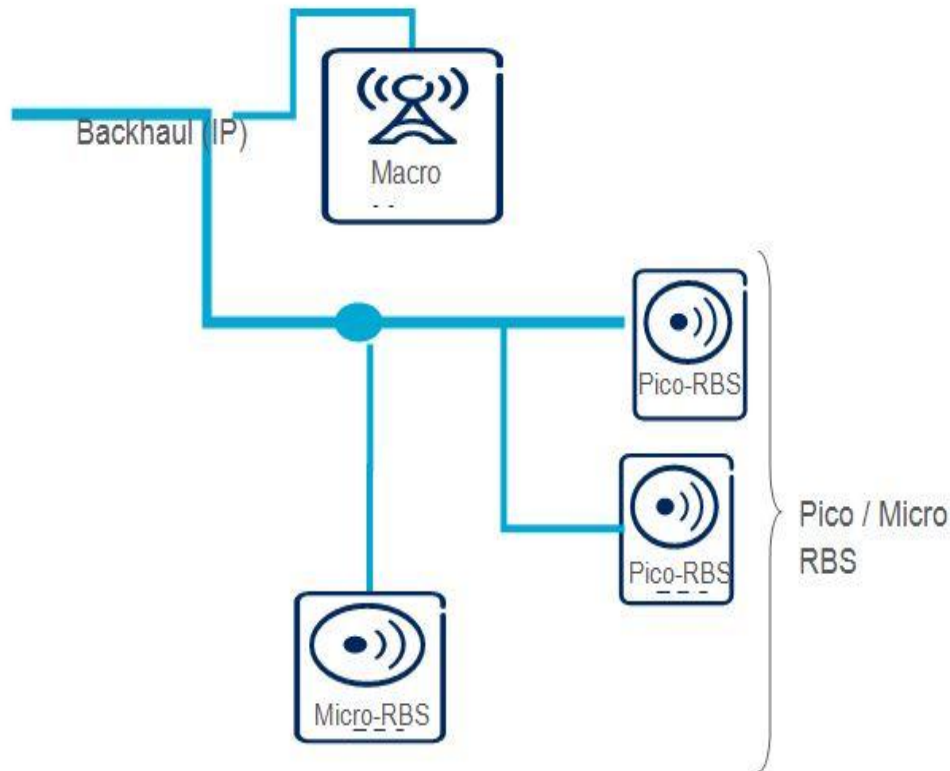 Backhaul (IP)
Macro
Pico-RBS
Pico-RBS
Pico / Micro
RBS
Micro-RBS